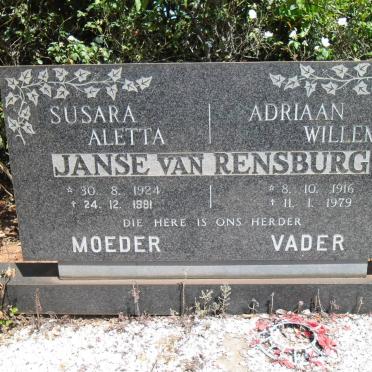 SUSARA ADRIAAN
ALETTA WILLEM
JANSE VAN RENSBURG
* 30. 8. 1924 * 8. 10. 1916
† 24. 12. 1991 † 11. 1. 1979
DIE HERE IS ONS HERDER
MOEDER VADER